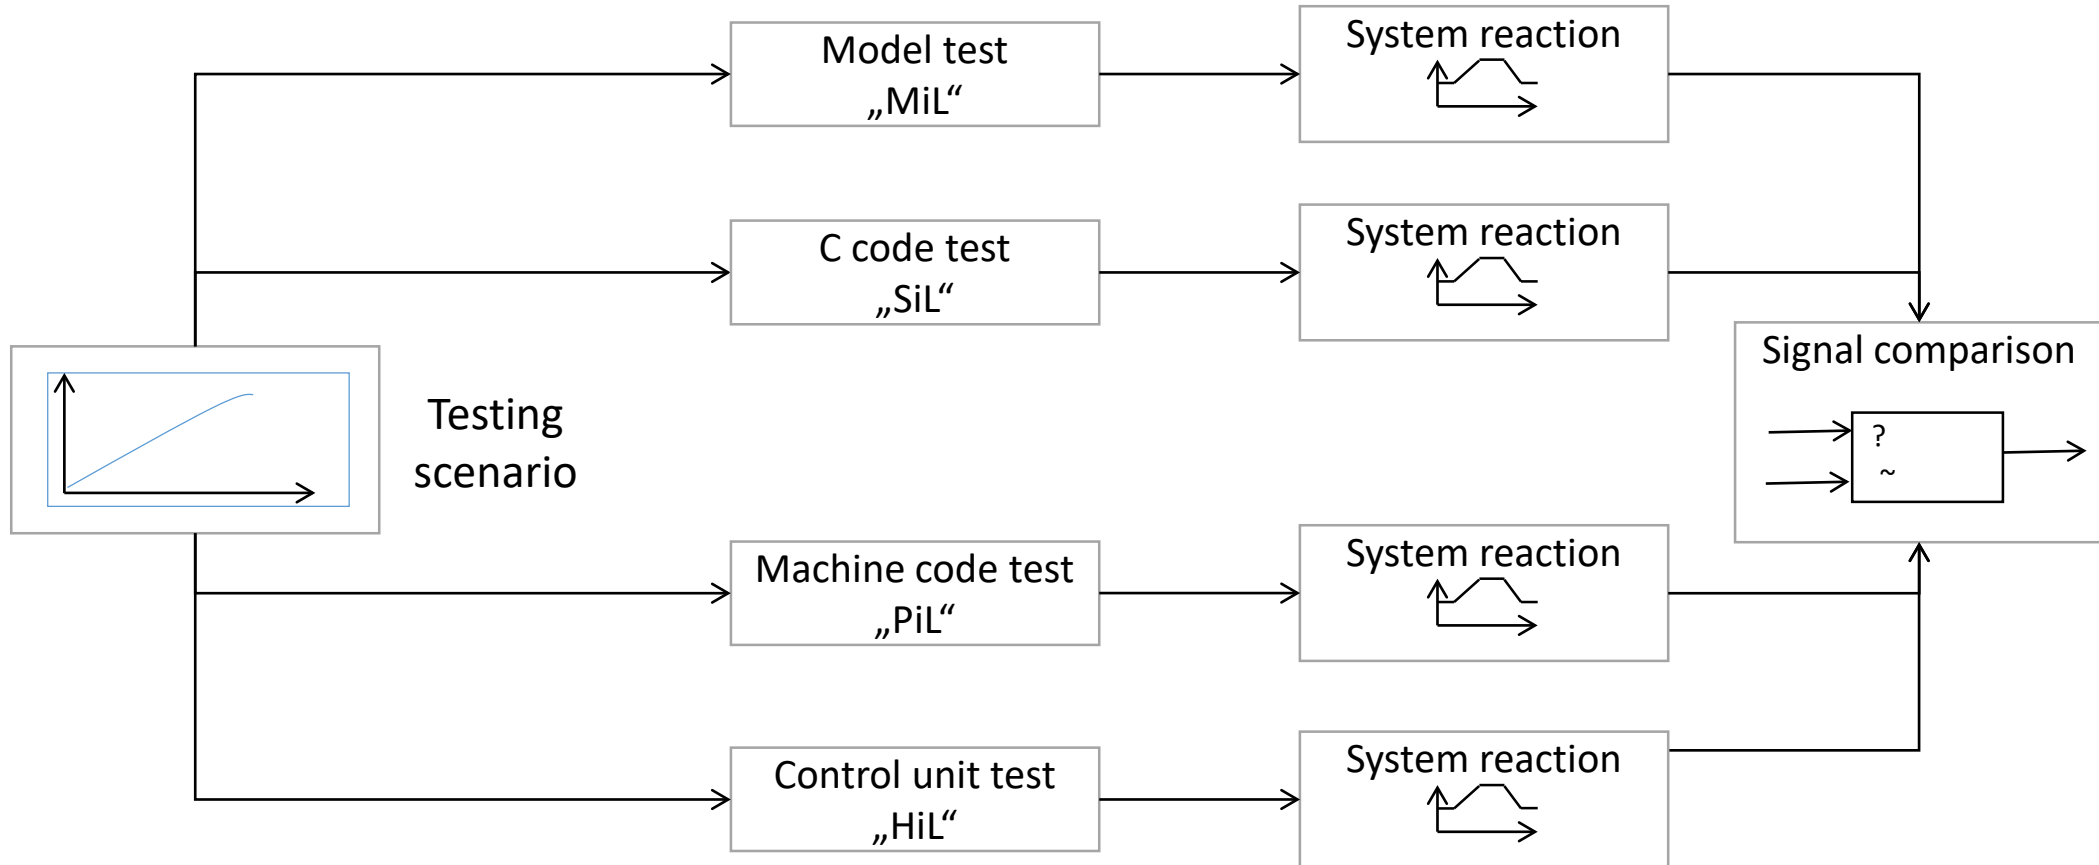 Model test
„MiL“
System reaction
C code test
„SiL“
System reaction
Testing
scenario
Signal comparison
?
~
Machine code test
„PiL“
System reaction
Control unit test
„HiL“
System reaction